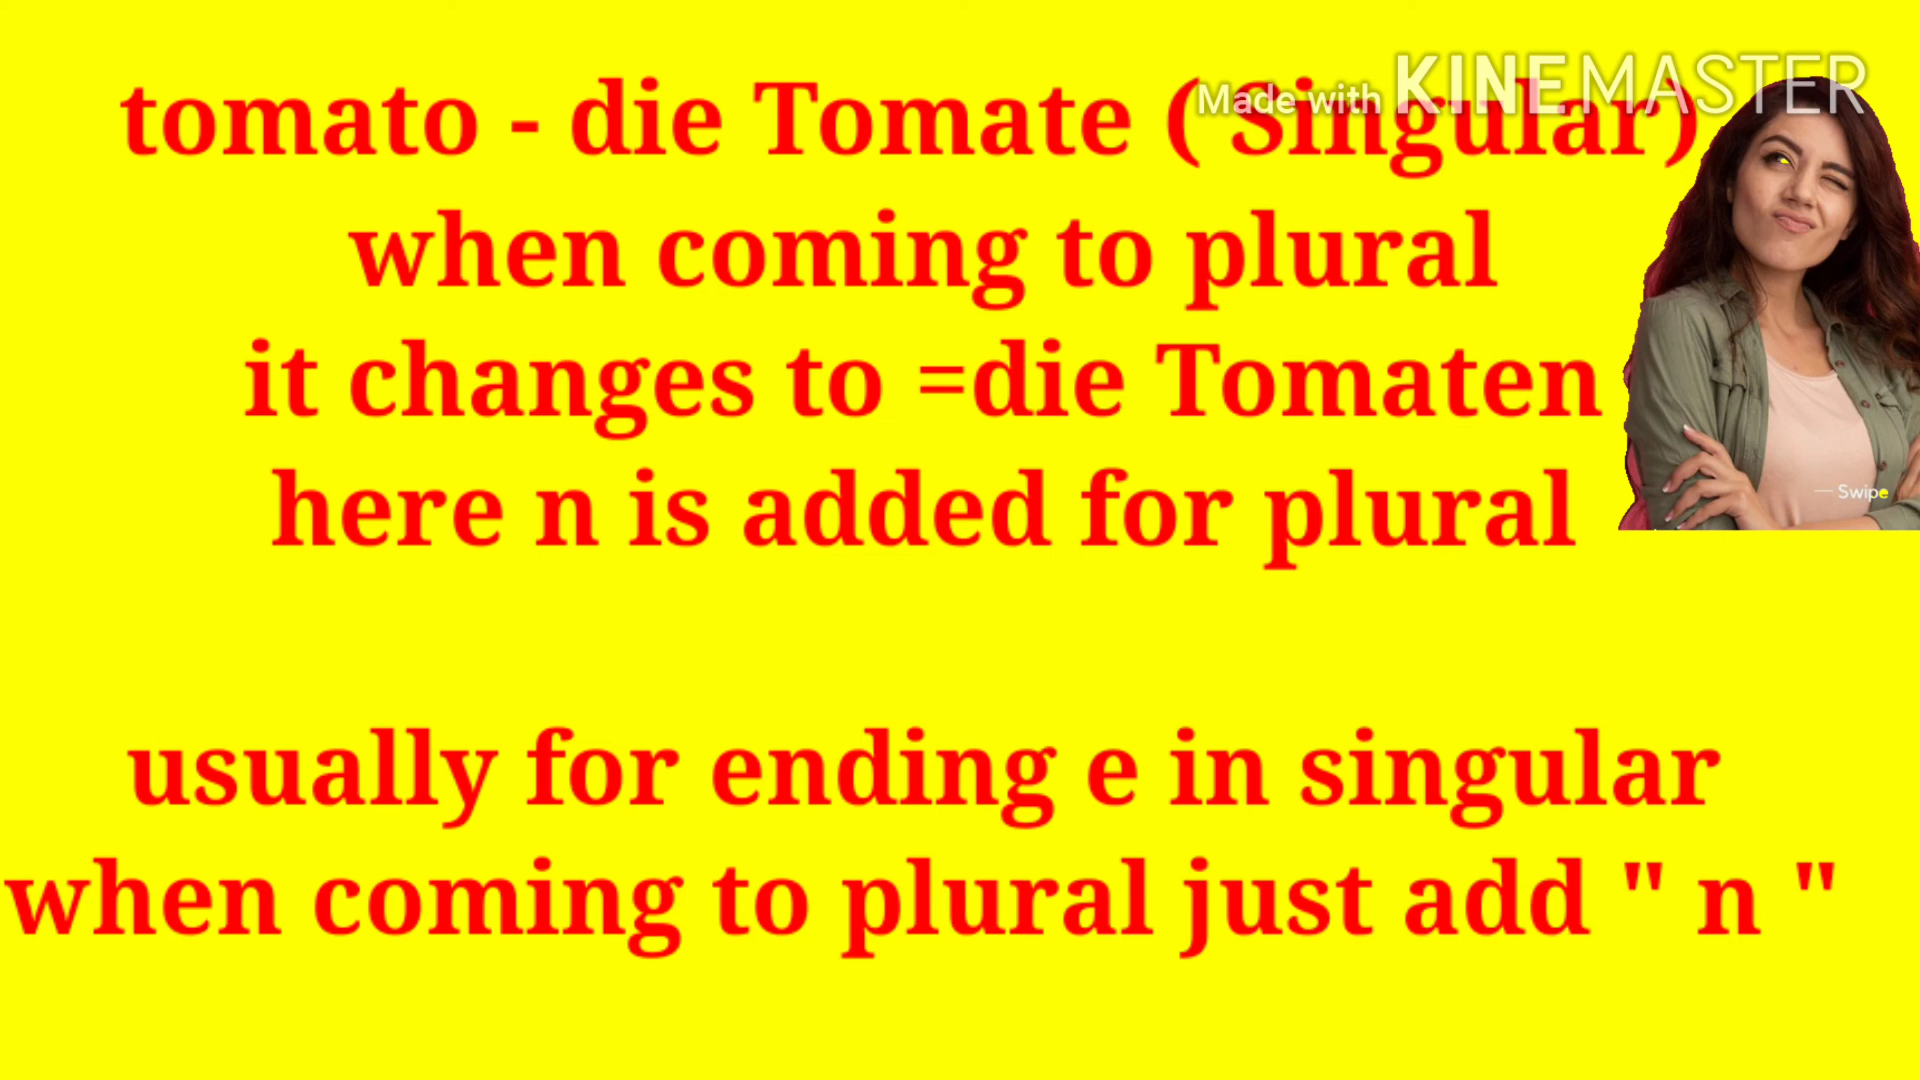 Made with KINEMASTER
tomato - die Tomate ( Singular)
when coming to plural
it changes to =die Tomaten
here n is added for plural
— Swipe
usually for ending e in singular
when coming to plural just add " n "